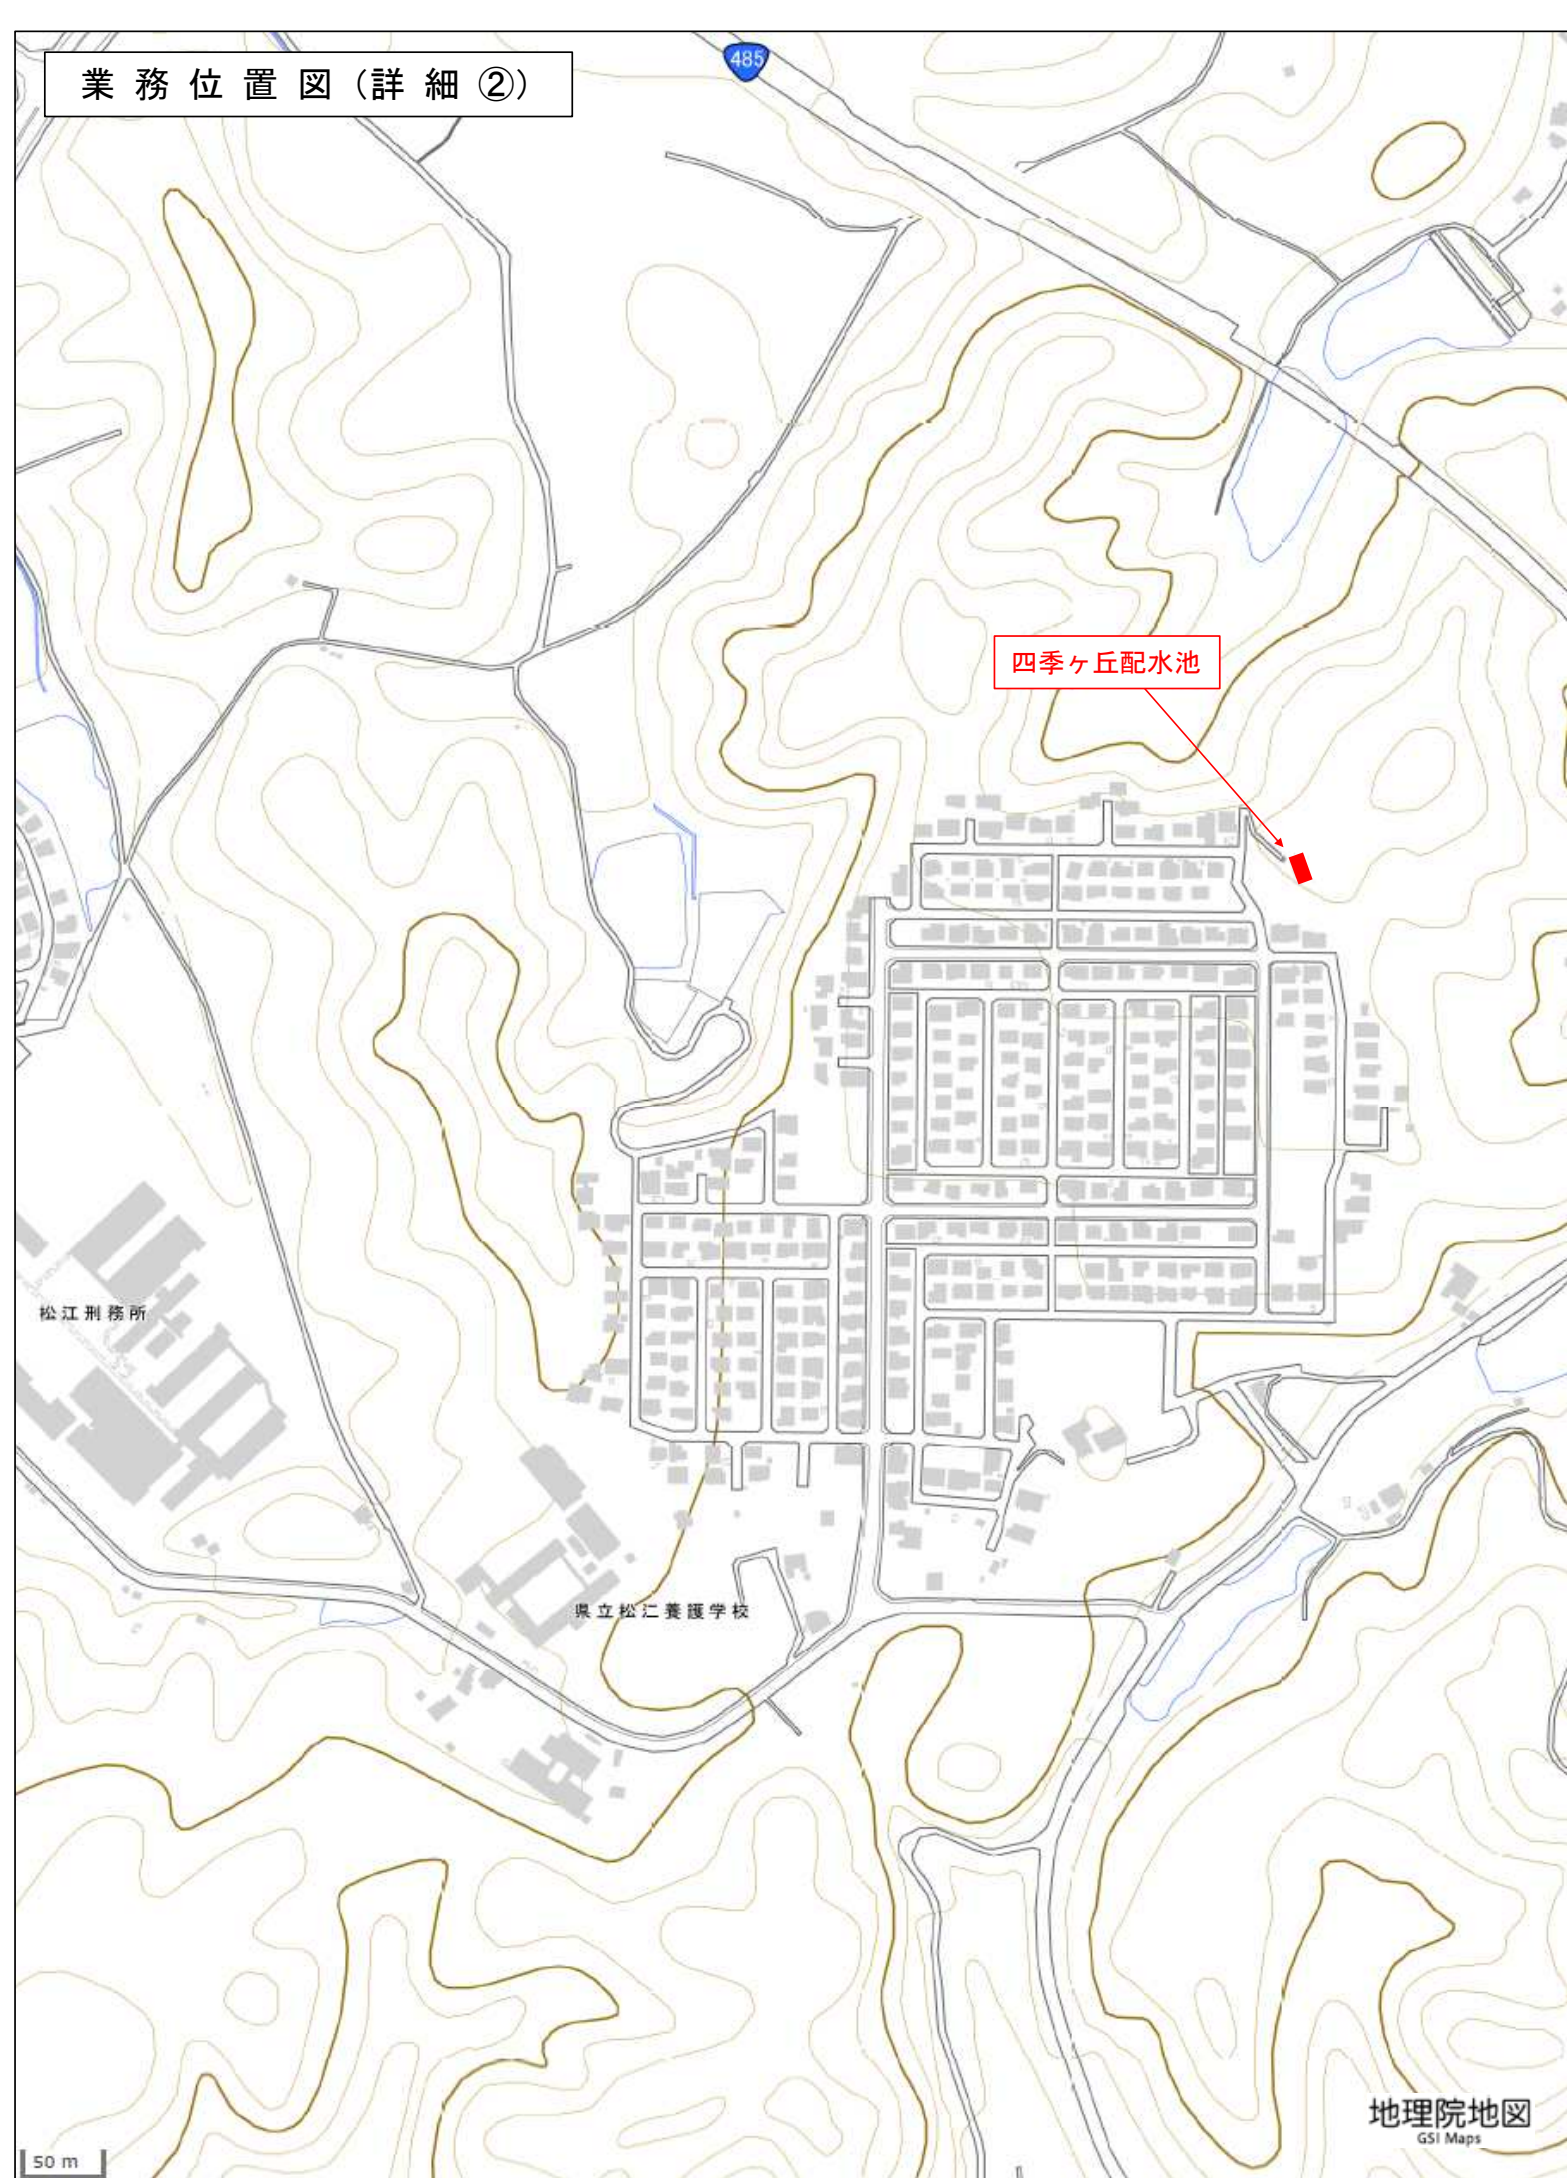 業務位置図（詳細②）
485
四季ヶ丘配水池
松江刑務所
県立松江養護学校
地理院地図
GSI Maps
50 m